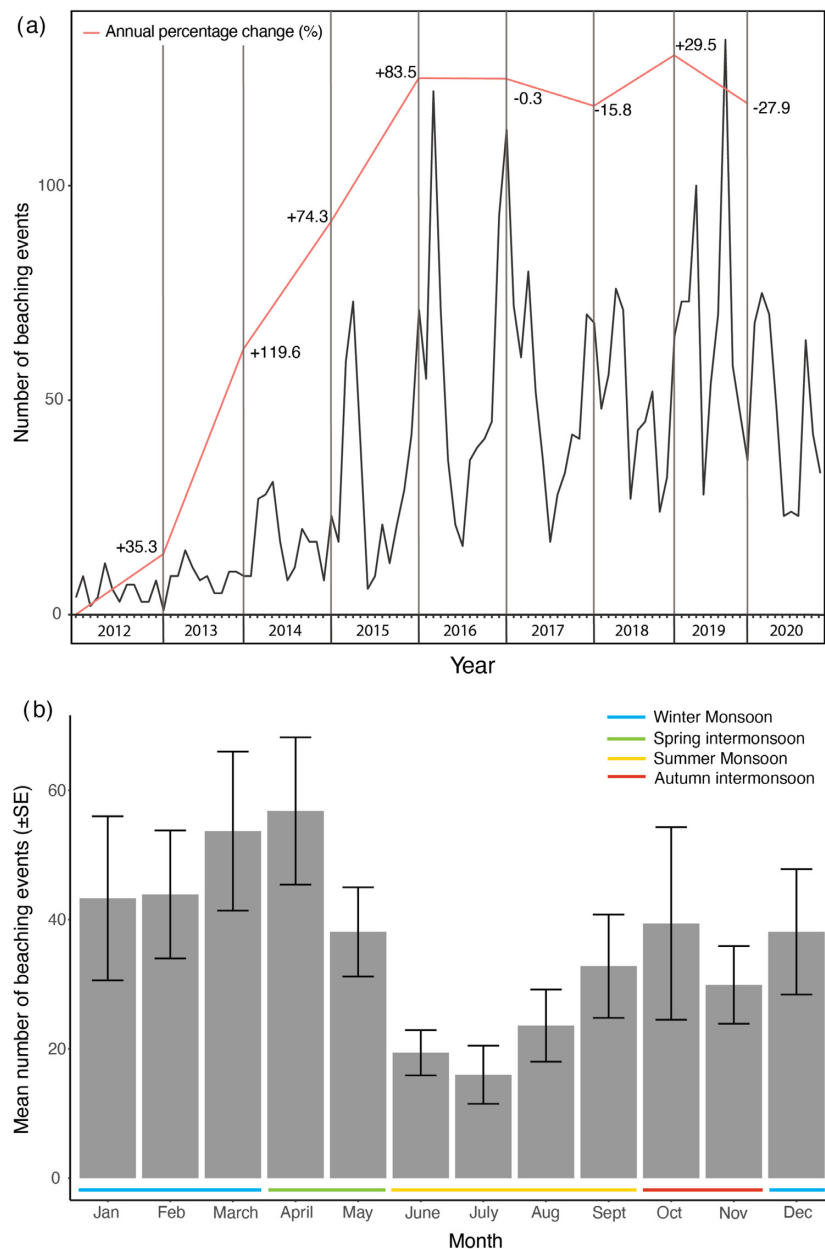 (a)
Annual percentage change (%)
+29.5
+83.5
-0.3
-15.8
-27.9
+74.3
+119.6
+35.3
100
50
0
Number of beaching events
2012 2013 2014 2015 2016 2017 2018 2019 2020
Year
(b)
Winter Monsoon
Spring intermonsoon
Summer Monsoon
Autumn intermonsoon
60
40
20
0
Mean number of beaching events (±SE)
Jan Feb March April May June July Aug Sept Oct Nov Dec
Month